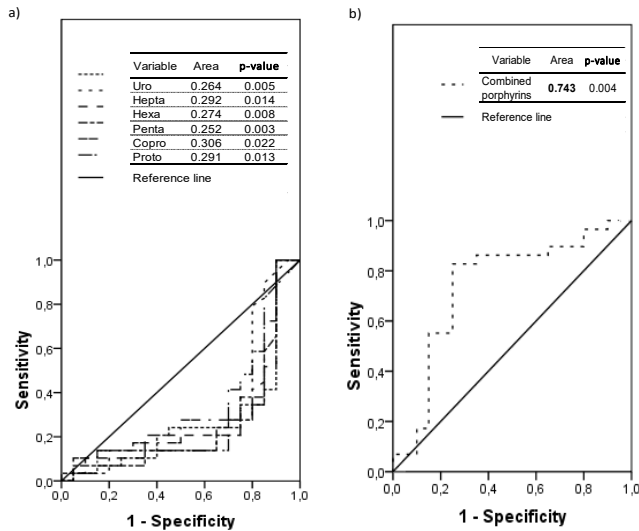 a)
Variable Area p-value
Uro 0.264 0.005
Hepta 0.292 0.014
Hexa 0.274 0.008
Penta 0.252 0.003
Copro 0.306 0.022
Proto 0.291 0.013
Reference line
1,0
0,8
0,6
0,4
0,2
0,0
Sensitivity
0,0 0,2 0,4 0,6 0,8 1,0
1 - Specificity
b)
Variable Area p-value
Combined
porphyrins 0.743 0.004
Reference line
1,0
0,8
0,6
0,4
0,2
0,0
Sensitivity
0,0 0,2 0,4 0,6 0,8 1,0
1 - Specificity